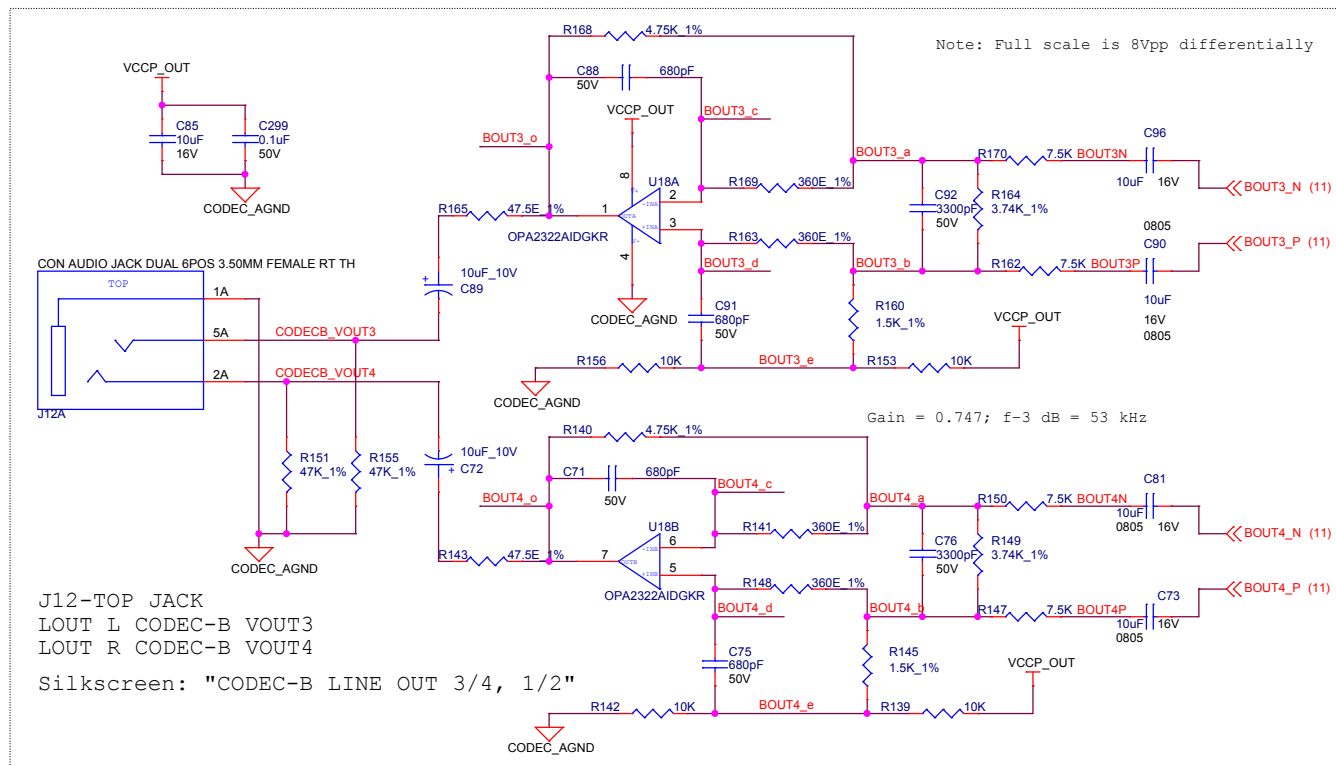 R168 4.75K_1%
Note: Full scale is 8Vpp differentially
VCCP_OUT
C88 680pF
50V
VCCP_OUT
BOUT3_c
C85
10uF
16V
C299
0.1uF
50V
BOUT3_o
C96
BOUT3_a
R170 7.5K BOUT3N
10uF 16V
BOUT3_N (11)
8
V+
U18A
2
-INA
R169 360E_1%
C92
3300pF
50V
R164
3.74K_1%
CODEC_AGND
R165 47.5E_1%
1
OUTA
3
+INA
0805
C90
OPA2322AIDGKR
V-
4
R163 360E_1%
BOUT3_P (11)
BOUT3_d
BOUT3_b
R162 7.5K BOUT3P
CON AUDIO JACK DUAL 6POS 3.50MM FEMALE RT TH
10uF_10V
+
C89
10uF
16V
0805
TOP
1A
CODEC_AGND
C91
680pF
50V
R160
1.5K_1%
VCCP_OUT
5A
CODECB_VOUT3
R156 10K
BOUT3_e
R153 10K
2A
CODECB_VOUT4
CODEC_AGND
J12A
Gain = 0.747; f-3 dB = 53 kHz
R140 4.75K_1%
R151
47K_1%
R155
47K_1%
10uF_10V
+
C72
C71 680pF
50V
BOUT4_c
BOUT4_o
BOUT4_a
R150 7.5K BOUT4N
C81
10uF
0805
16V
BOUT4_N (11)
U18B
6
-INB
R141 360E_1%
C76
3300pF
50V
R149
3.74K_1%
R143 47.5E_1%
7
OUTB
5
+INB
CODEC_AGND
OPA2322AIDGKR
R148 360E_1%
BOUT4_P (11)
BOUT4_d
BOUT4_b
R147 7.5K BOUT4P
C73
10uF
0805
16V
J12-TOP JACK
LOUT L CODEC-B VOUT3
LOUT R CODEC-B VOUT4
C75
680pF
50V
R145
1.5K_1%
VCCP_OUT
Silkscreen: "CODEC-B LINE OUT 3/4, 1/2"
R142 10K
BOUT4_e
R139 10K
CODEC_AGND